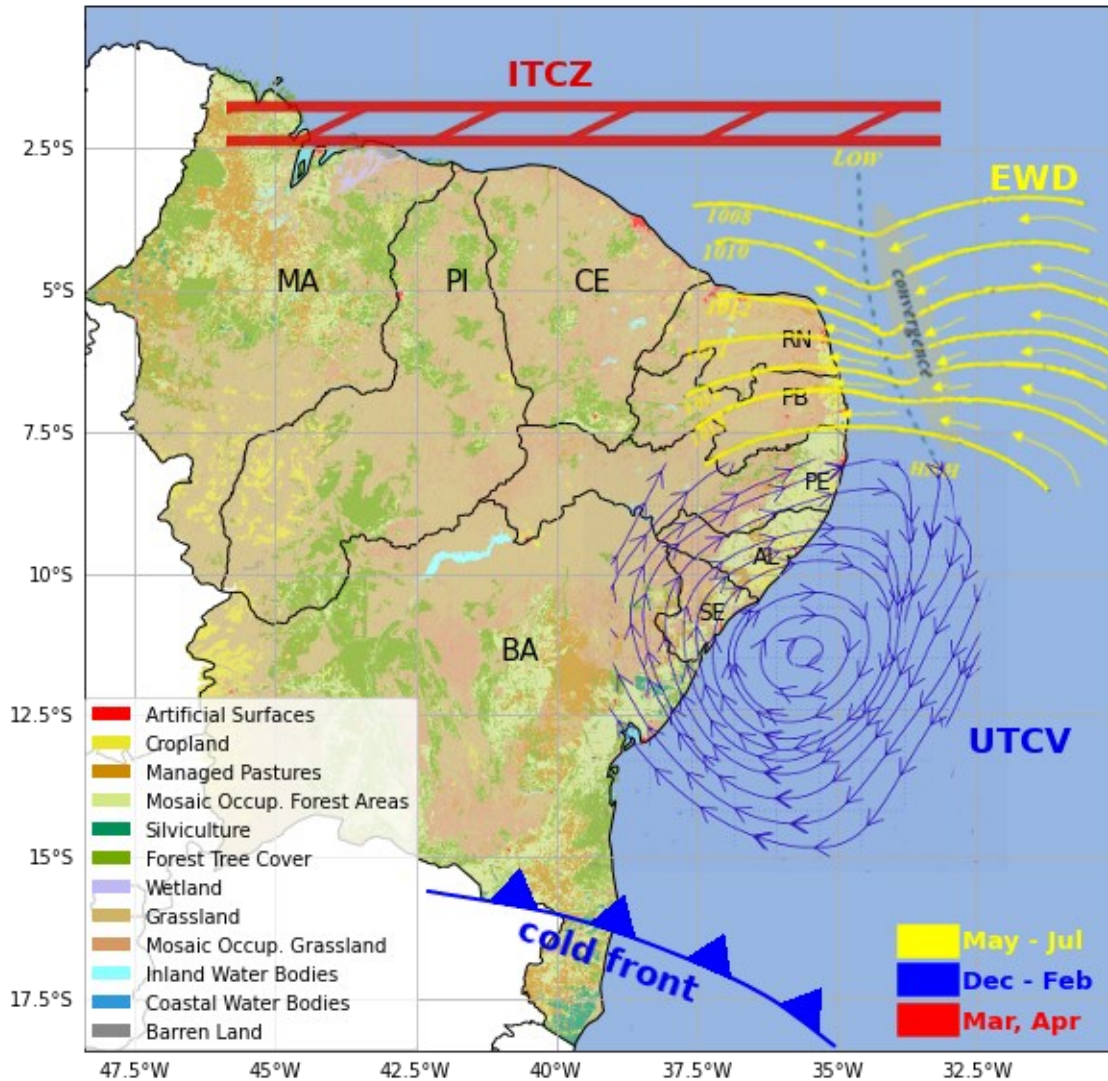 ITCZ
2.5°S
LOW
EWD
1008
1010
MA
PI
CE
5°S
convergence
1012
RN
PB
7.5°S
HIGH
PE
AL
10°S
SE
BA
12.5°S
UTCV
Artificial Surfaces
Cropland
Managed Pastures
Mosaic Occup. Forest Areas
Silviculture
Forest Tree Cover
Wetland
Grassland
Mosaic Occup. Grassland
Inland Water Bodies
Coastal Water Bodies
Barren Land
15°S
cold front
17.5°S
May - Jul
Dec - Feb
Mar, Apr
47.5°W
45°W
42.5°W
40°W
37.5°W
35°W
32.5°W